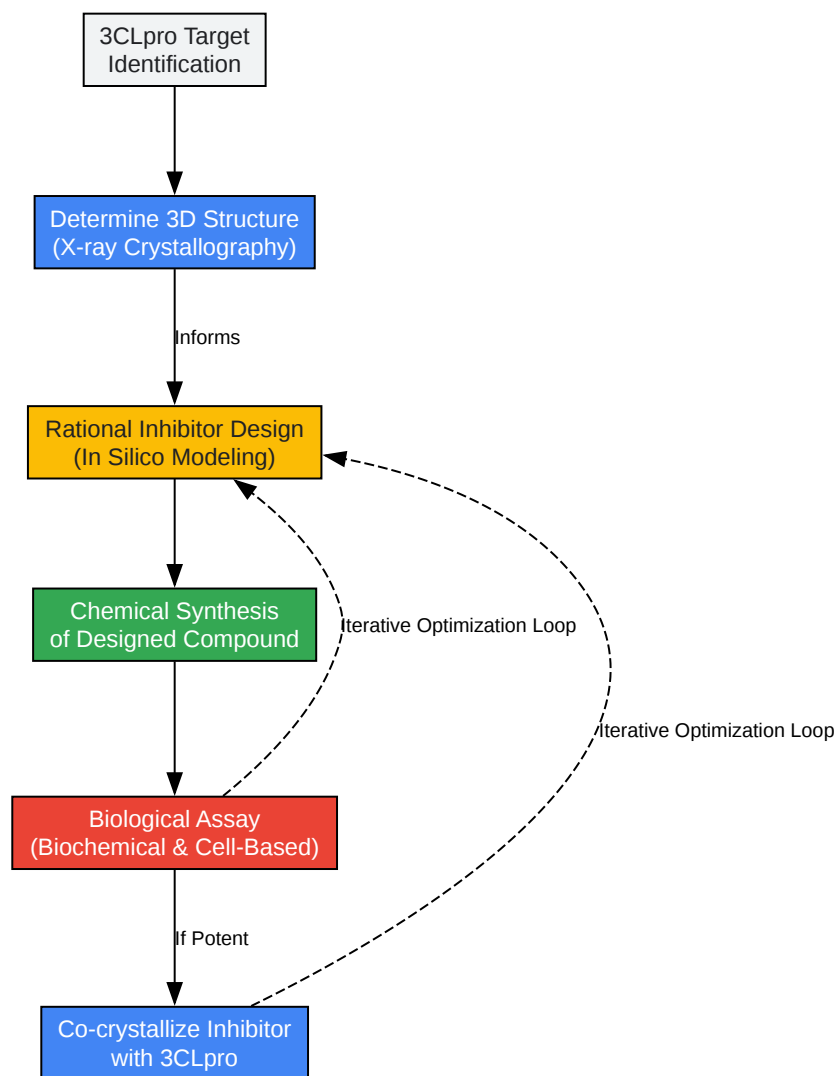 3CLpro Target
Identification
Determine 3D Structure
(X-ray Crystallography)
Informs
Rational Inhibitor Design
(In Silico Modeling)
Chemical Synthesis
of Designed Compound
Iterative Optimization Loop
Iterative Optimization Loop
Biological Assay
(Biochemical & Cell-Based)
If Potent
Co-crystallize Inhibitor
with 3CLpro